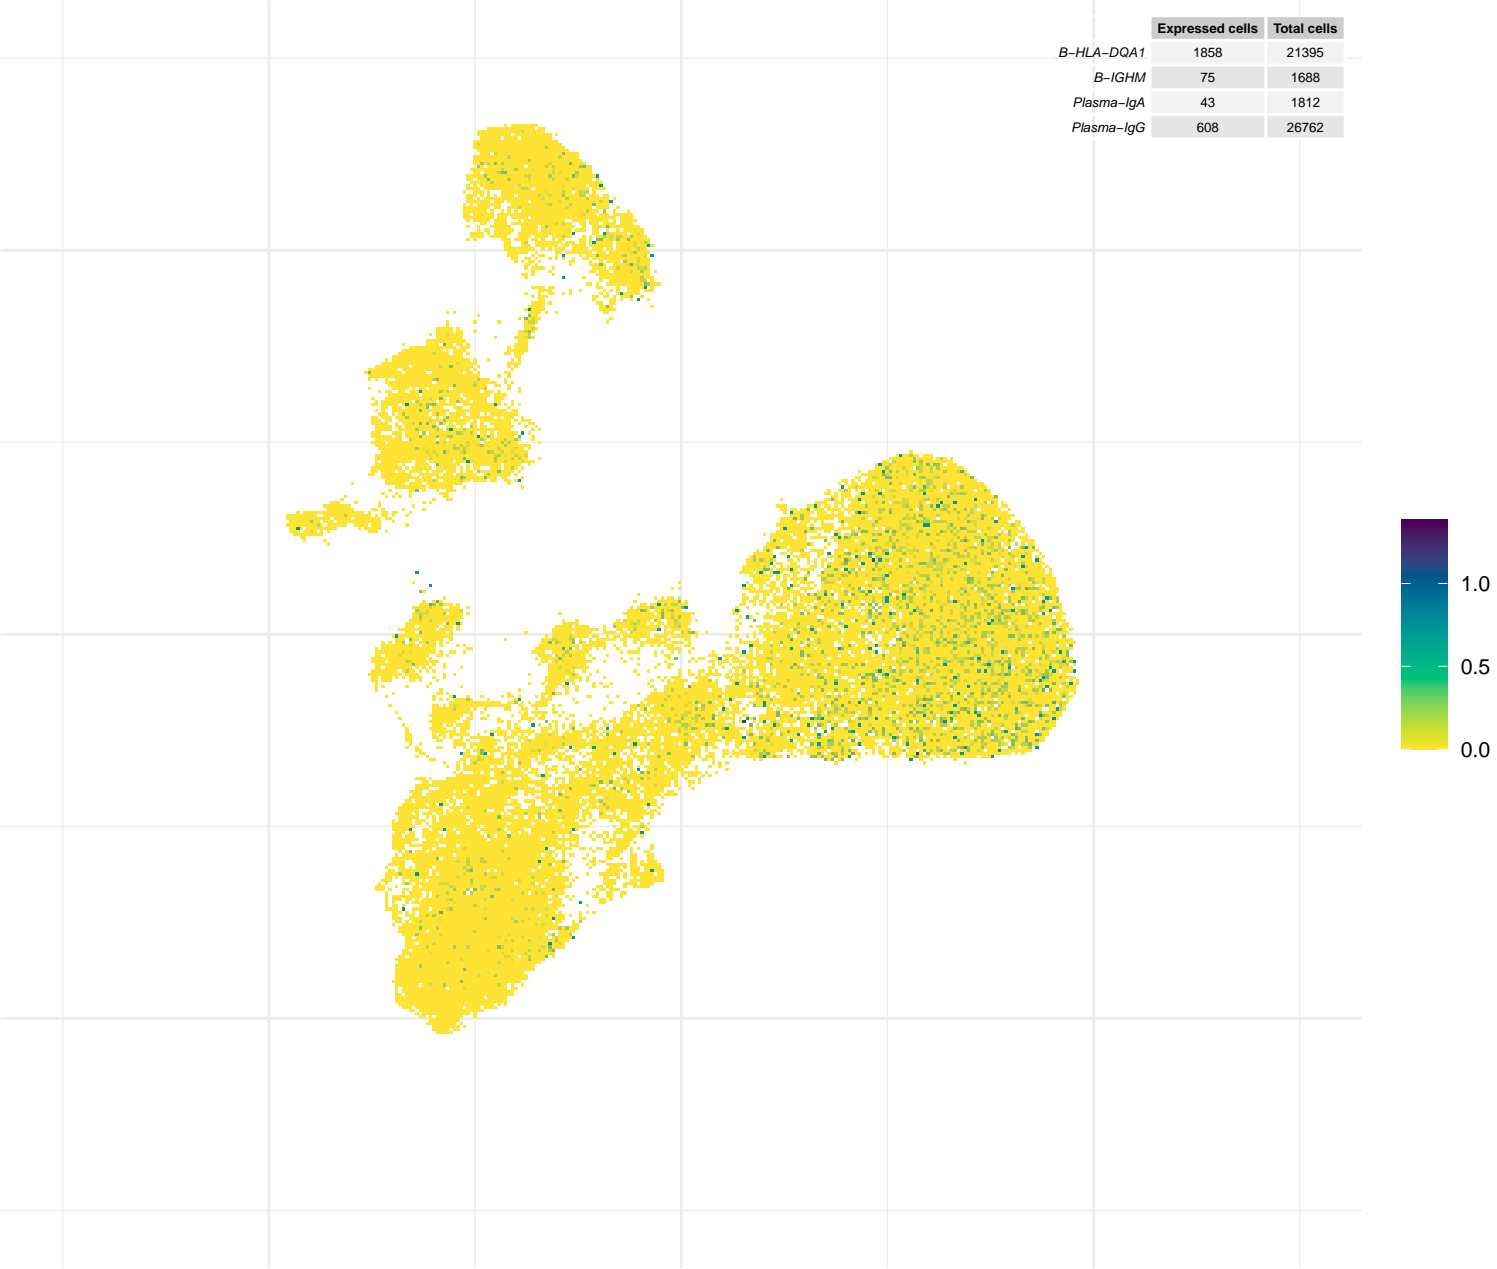 Expressed cells Total cells
B−HLA−DQA1 1858 21395
B−IGHM 75 1688
Plasma−IgA 43 1812
Plasma−IgG 608 26762
1.0
0.5
0.0